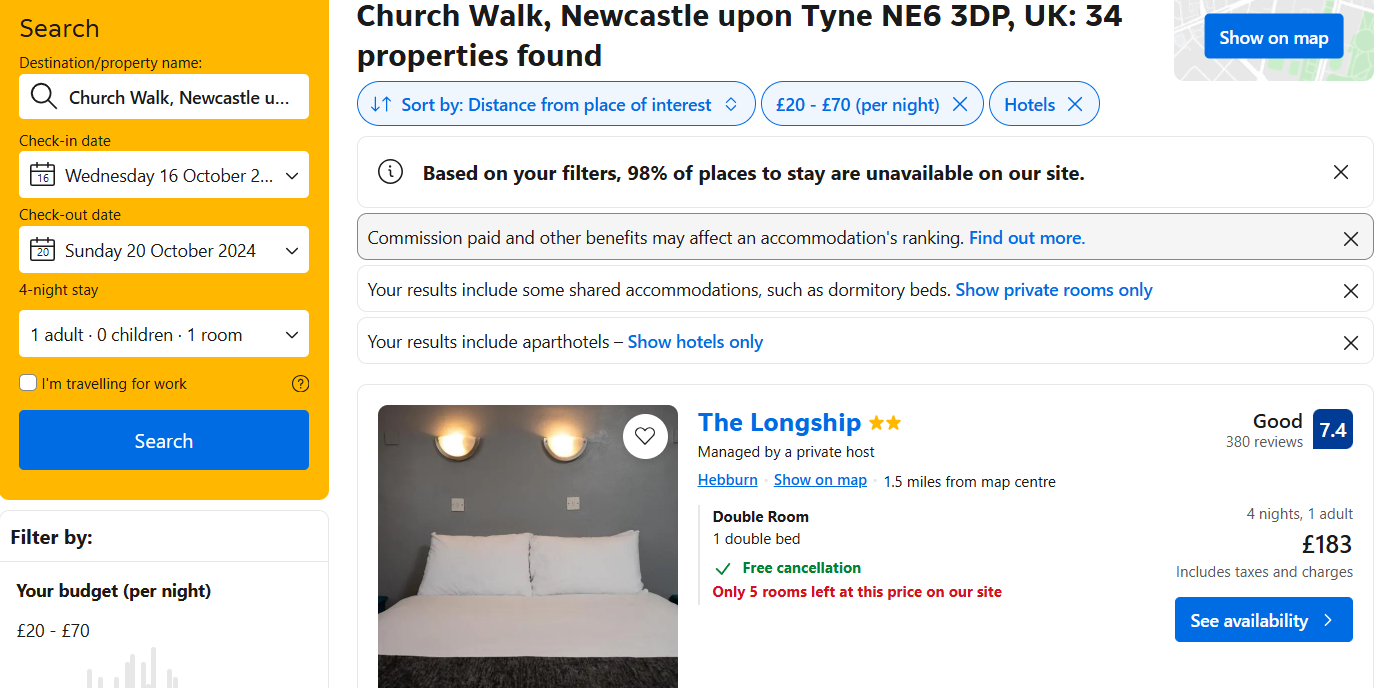 Search
Destination/property name:
Church Walk, Newcastle u...
Check-in date
16
Wednesday 16 October 2...
Check-out date
20
Sunday 20 October 2024
4-night stay
1 adult · 0 children · 1 room
I'm travelling for work
?
Search
Filter by:
Your budget (per night)
£20 - £70
Church Walk, Newcastle upon Tyne NE6 3DP, UK: 34
properties found
Show on map
Sort by: Distance from place of interest
£20 - £70 (per night)
Hotels
Based on your filters, 98% of places to stay are unavailable on our site.
Commission paid and other benefits may affect an accommodation's ranking. Find out more.
Your results include some shared accommodations, such as dormitory beds. Show private rooms only
Your results include aparthotels – Show hotels only
The Longship
Managed by a private host
Hebburn · Show on map · 1.5 miles from map centre
Good
380 reviews
7.4
Double Room
1 double bed
Free cancellation
Only 5 rooms left at this price on our site
4 nights, 1 adult
£183
Includes taxes and charges
See availability